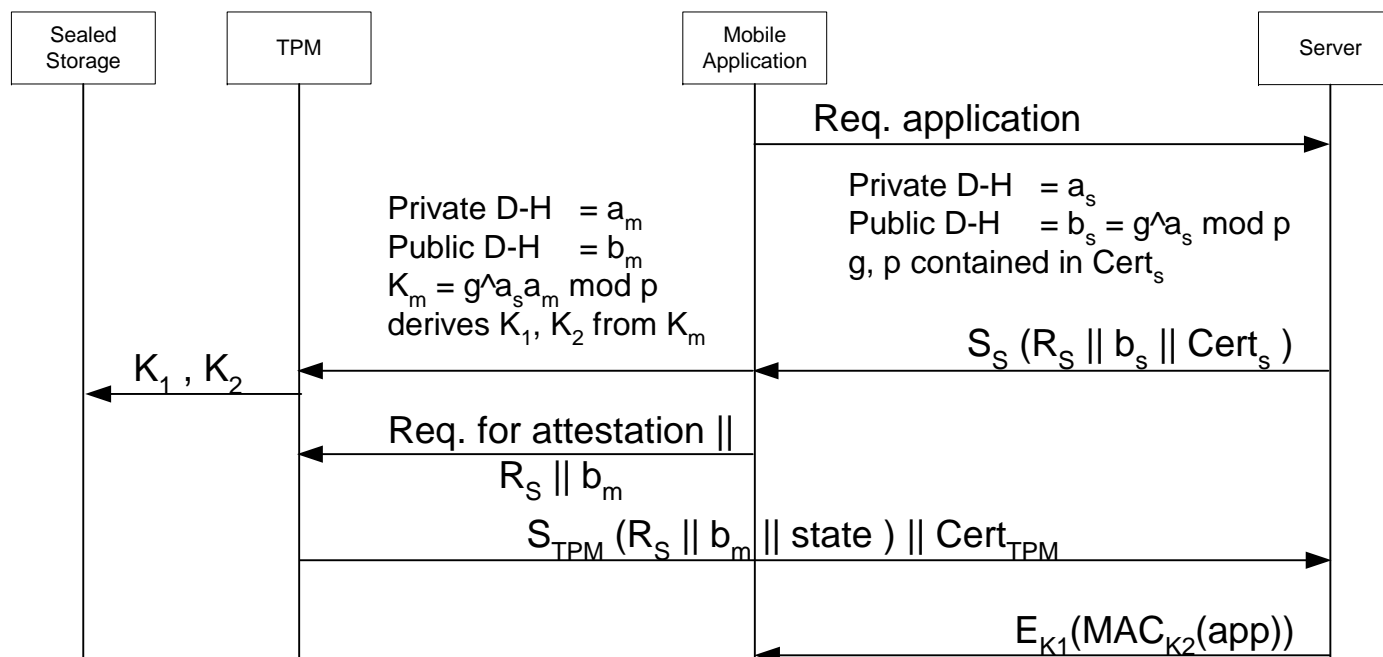 Sealed
Storage
TPM
Mobile
Application
Server
Req. application
Private D-H = a_s
Public D-H = b_s = g^a_s mod p
g, p contained in Cert_s
Private D-H = a_m
Public D-H = b_m
K_m = g^a_sa_m mod p
derives K_1, K_2 from K_m
S_S (R_S || b_s || Cert_s )
K_1 , K_2
Req. for attestation ||
R_S || b_m
S_TPM (R_S || b_m || state ) || Cert_TPM
E_K1(MAC_K2(app))